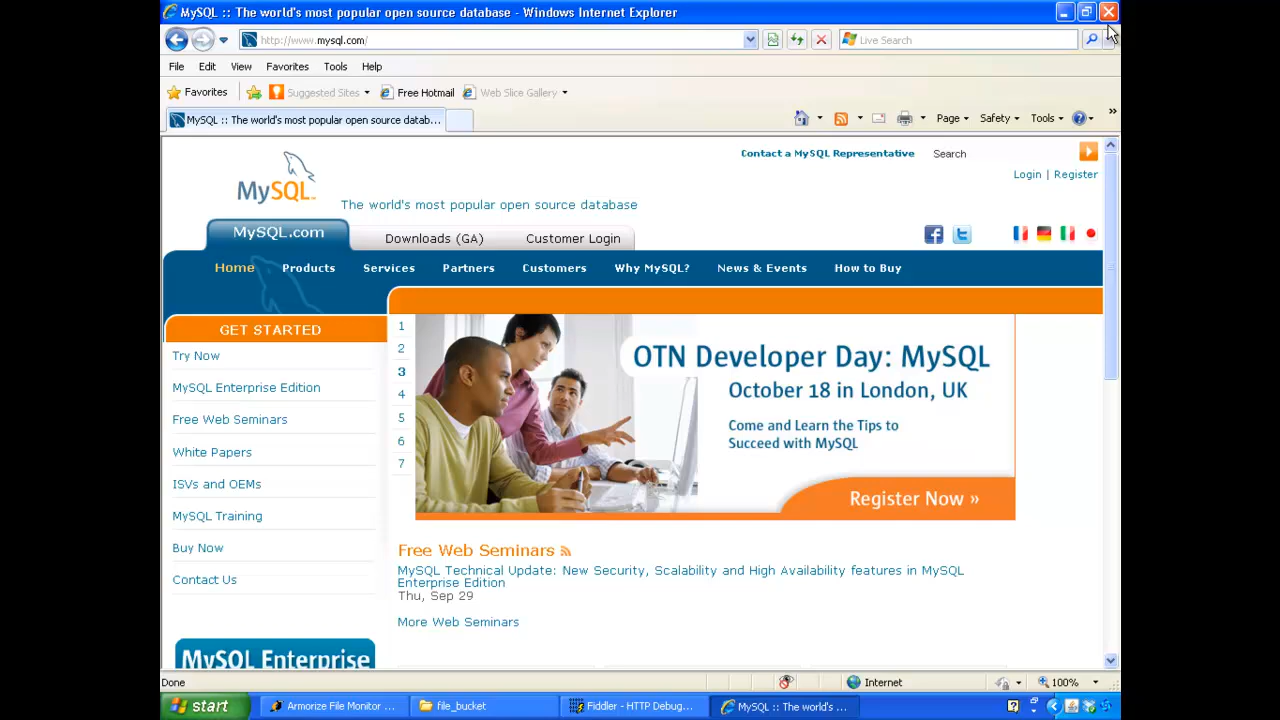 MySQL :: The world's most popular open source database - Windows Internet Explorer
http://www.mysql.com/
Live Search
File Edit View Favorites Tools Help
Favorites Suggested Sites Free Hotmail Web Slice Gallery
MySQL :: The world's most popular open source datab...
Page Safety Tools
Contact a MySQL Representative Search
Login | Register
MySQL™
The world's most popular open source database
MySQL.com Downloads (GA) Customer Login
Home Products Services Partners Customers Why MySQL? News & Events How to Buy
GET STARTED
Try Now
MySQL Enterprise Edition
Free Web Seminars
White Papers
ISVs and OEMs
MySQL Training
Buy Now
Contact Us
MySQL Enterprise
1
2
3
4
5
6
7
OTN Developer Day: MySQL
October 18 in London, UK
Come and Learn the Tips to
Succeed with MySQL
Register Now »
Free Web Seminars
MySQL Technical Update: New Security, Scalability and High Availability features in MySQL
Enterprise Edition
Thu, Sep 29
More Web Seminars
Done Internet 100%
start Armorize File Monitor ... file_bucket Fiddler - HTTP Debug... MySQL :: The world's ...